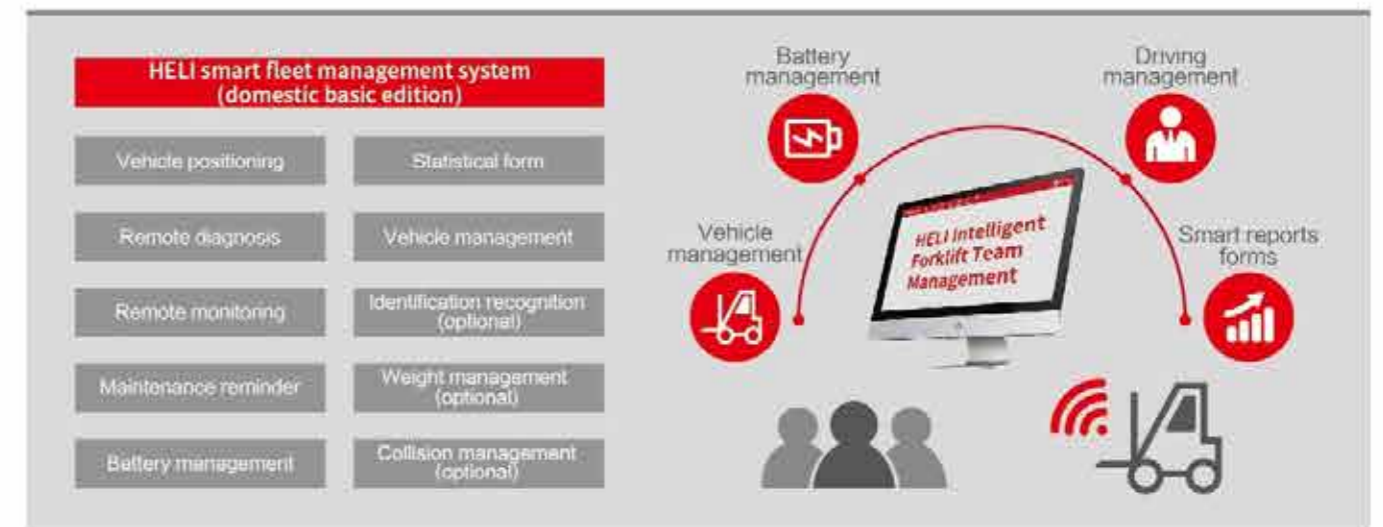 HELI smart fleet management system
(domestic basic edition)
Vehicle positioning
Statistical form
Remote diagnosis
Vehicle management
Remote monitoring
Identification recognition
(optional)
Maintenance reminder
Weight management
(optional)
Battery management
Collision management
(optional)
Battery
management
Driving
management
Vehicle
management
Smart reports
forms
HELI Intelligent
Forklift Team
Management